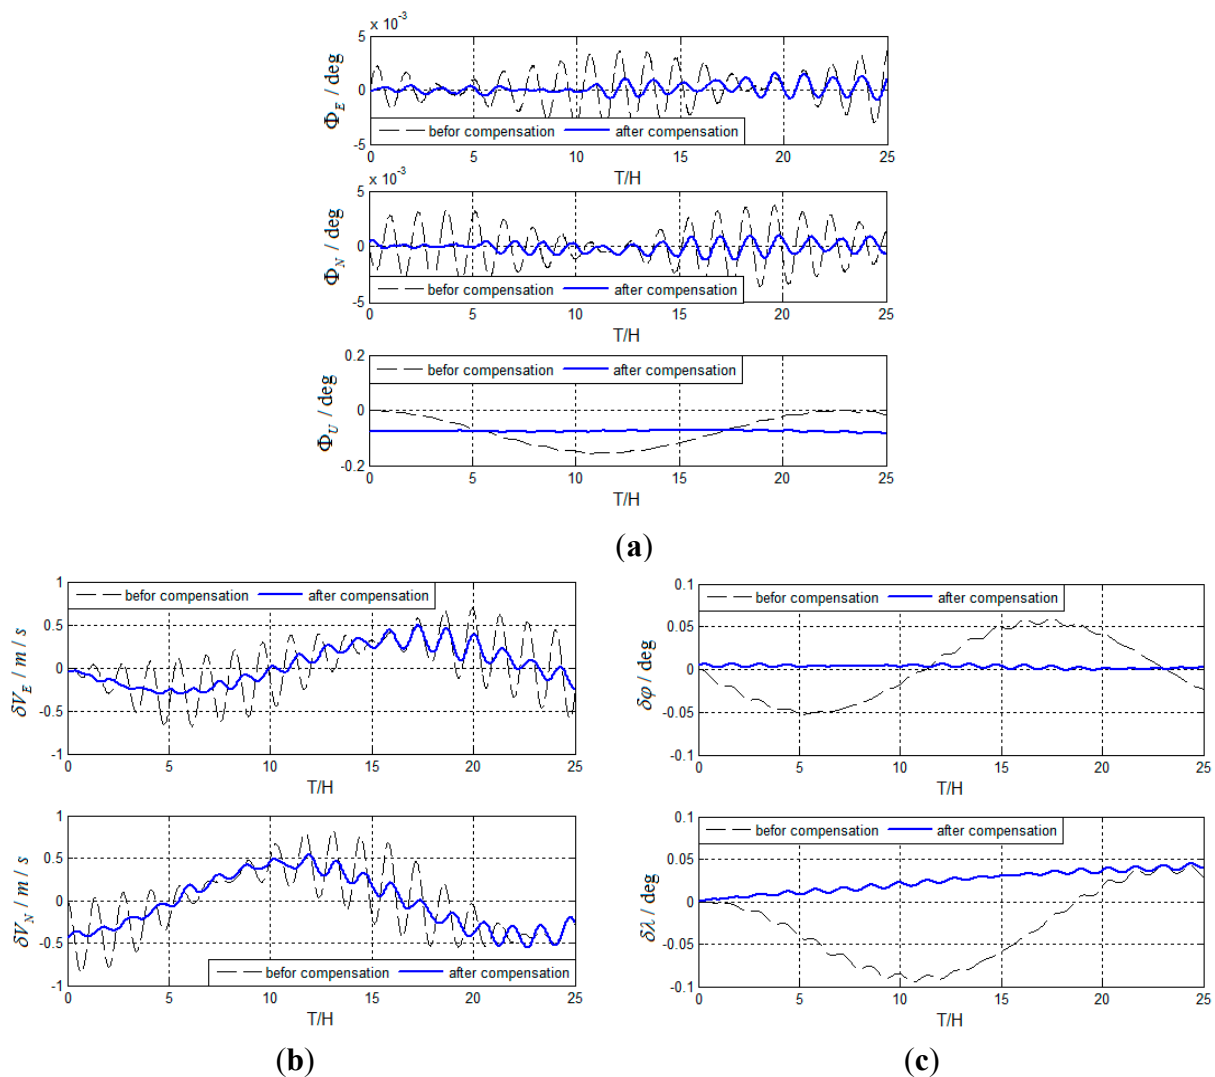 x 10⁻³
5
0
-5
Φ_E / deg
befor compensation after compensation
0 5 10 15 20 25
T/H
x 10⁻³
5
0
-5
Φ_N / deg
befor compensation after compensation
0 5 10 15 20 25
T/H
0.2
0
-0.2
Φ_U / deg
befor compensation after compensation
0 5 10 15 20 25
T/H
(a)
1
0.5
0
-0.5
-1
δV_E / m / s
befor compensation after compensation
0 5 10 15 20 25
T/H
1
0.5
0
-0.5
-1
δV_N / m / s
befor compensation after compensation
0 5 10 15 20 25
T/H
(b)
0.1
0.05
0
-0.05
-0.1
δφ / deg
befor compensation after compensation
0 5 10 15 20 25
T/H
0.1
0.05
0
-0.05
-0.1
δλ / deg
befor compensation after compensation
0 5 10 15 20 25
T/H
(c)